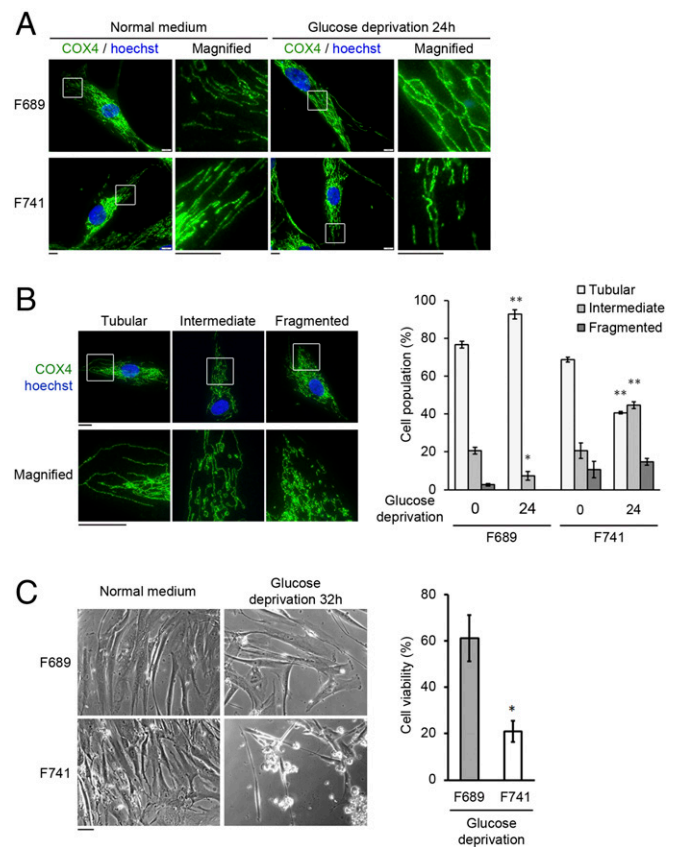 A
Normal medium
Glucose deprivation 24h
COX4 / hoechst
Magnified
COX4 / hoechst
Magnified
F689
F741
B
Tubular
Intermediate
Fragmented
COX4
hoechst
Magnified
Tubular
Intermediate
Fragmented
Cell population (%)
100
80
60
40
20
0
**
*
**
**
Glucose
deprivation
0
24
0
24
F689
F741
C
Normal medium
Glucose
deprivation 32h
F689
F741
Cell viability (%)
80
60
40
20
0
*
F689
F741
Glucose
deprivation